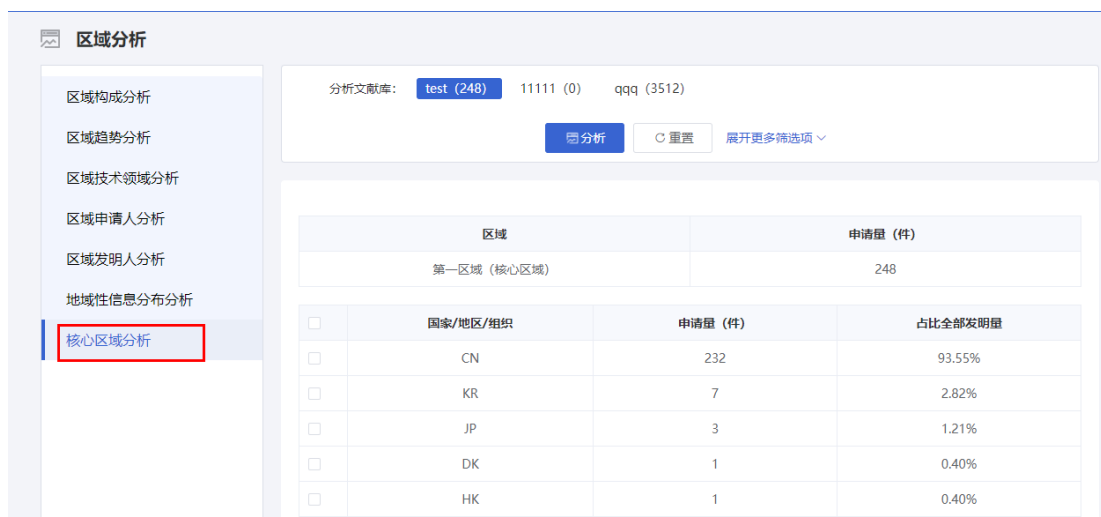 区域分析
区域构成分析
区域趋势分析
区域技术领域分析
区域申请人分析
区域发明人分析
地域性信息分布分析
核心区域分析
分析文献库： test（248） 11111（0） qqq（3512）
分析 重置 展开更多筛选项
区域 申请量（件）
第一区域（核心区域） 248
国家/地区/组织 申请量（件） 占比全部发明量
CN 232 93.55%
KR 7 2.82%
JP 3 1.21%
DK 1 0.40%
HK 1 0.40%